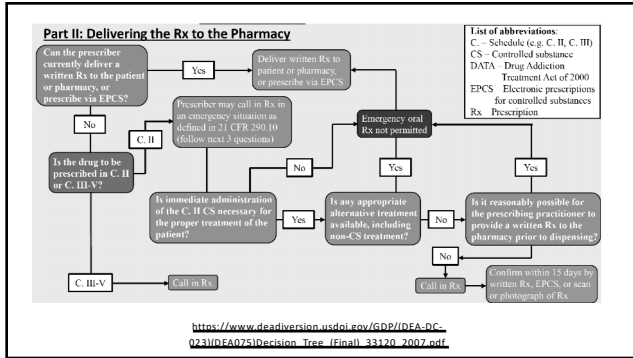 Part II: Delivering the Rx to the Pharmacy
Can the prescriber
currently deliver a
written Rx to the patient
or pharmacy, or
prescribe via EPCS?
Yes
Deliver written Rx to
patient or pharmacy,
or prescribe via EPCS
List of abbreviations:
C. – Schedule (e.g. C. II, C. III)
CS – Controlled substance
DATA – Drug Addiction
Treatment Act of 2000
EPCS – Electronic prescriptions
for controlled substances
Rx – Prescription
No
C. II
Prescriber may call in Rx in
an emergency situation as
defined in 21 CFR 290.10
(follow next 3 questions)
Emergency oral
Rx not permitted
Is the drug to be
prescribed in C. II
or C. III-V?
No
Yes
Yes
Is immediate administration
of the C. II CS necessary for
the proper treatment of the
patient?
Yes
Is any appropriate
alternative treatment
available, including
non-CS treatment?
No
Is it reasonably possible for
the prescribing practitioner to
provide a written Rx to the
pharmacy prior to dispensing?
No
C. III-V
Call in Rx
Call in Rx
Confirm within 15 days by
written Rx, EPCS, or scan
or photograph of Rx
https://www.deadiversion.usdoj.gov/GDP/(DEA-DC-
023)(DEA075)Decision_Tree_(Final)_33120_2007.pdf